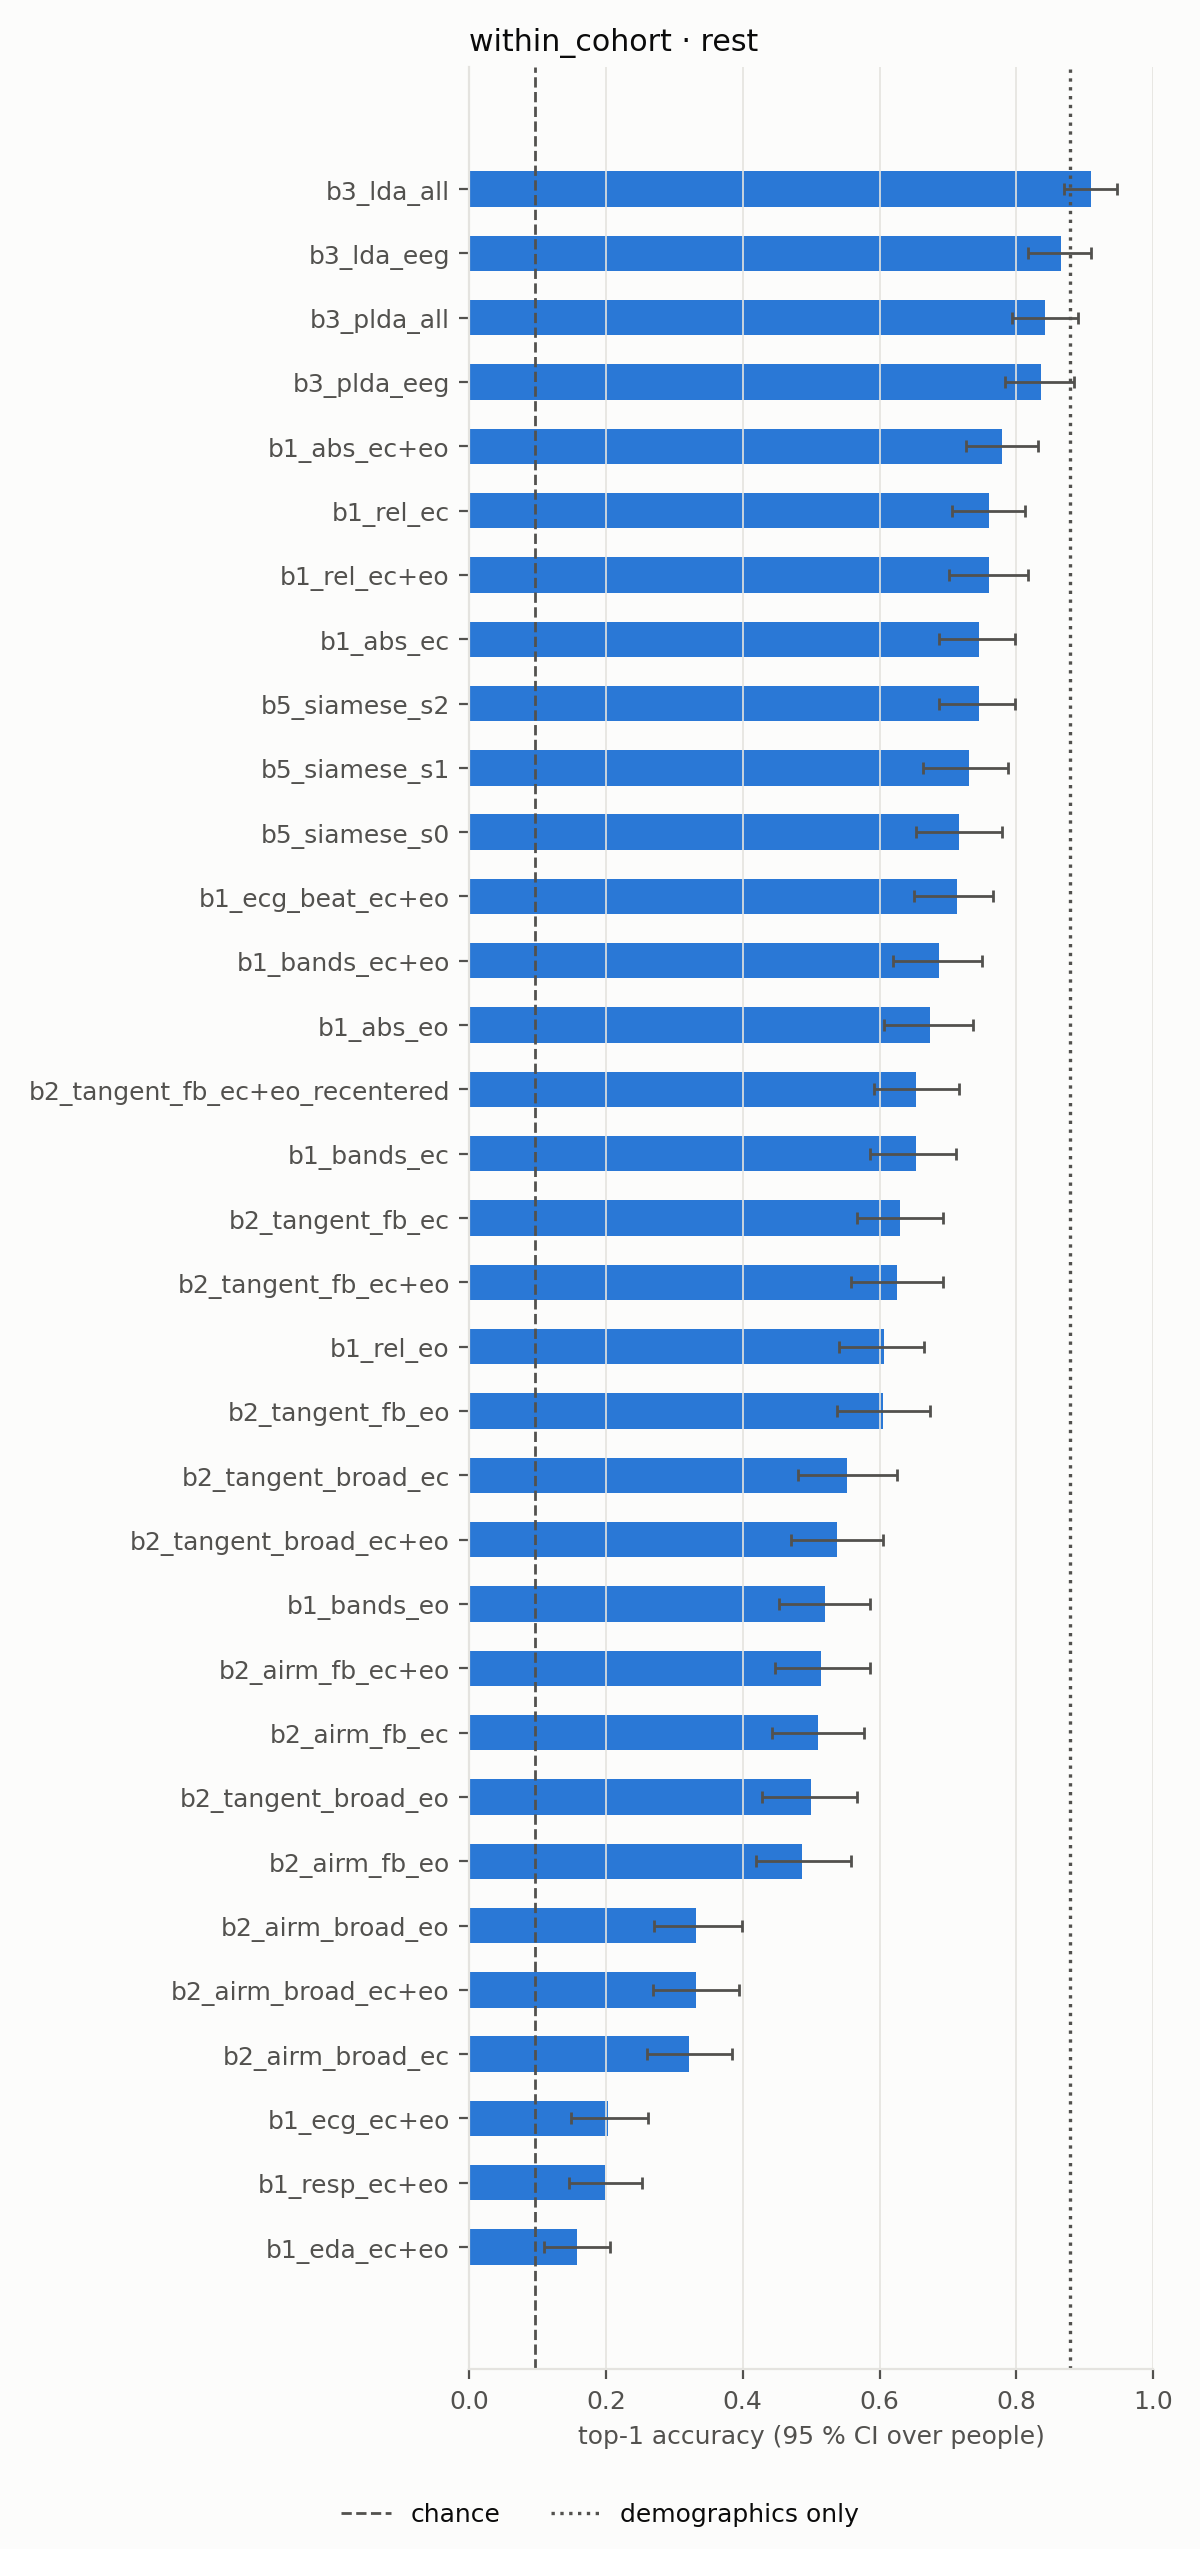 within_cohort · rest
b3_lda_all
b3_lda_eeg
b3_plda_all
b3_plda_eeg
b1_abs_ec+eo
b1_rel_ec
b1_rel_ec+eo
b1_abs_ec
b5_siamese_s2
b5_siamese_s1
b5_siamese_s0
b1_ecg_beat_ec+eo
b1_bands_ec+eo
b1_abs_eo
b2_tangent_fb_ec+eo_recentered
b1_bands_ec
b2_tangent_fb_ec
b2_tangent_fb_ec+eo
b1_rel_eo
b2_tangent_fb_eo
b2_tangent_broad_ec
b2_tangent_broad_ec+eo
b1_bands_eo
b2_airm_fb_ec+eo
b2_airm_fb_ec
b2_tangent_broad_eo
b2_airm_fb_eo
b2_airm_broad_eo
b2_airm_broad_ec+eo
b2_airm_broad_ec
b1_ecg_ec+eo
b1_resp_ec+eo
b1_eda_ec+eo
0.0 0.2 0.4 0.6 0.8 1.0
top-1 accuracy (95 % CI over people)
chance demographics only